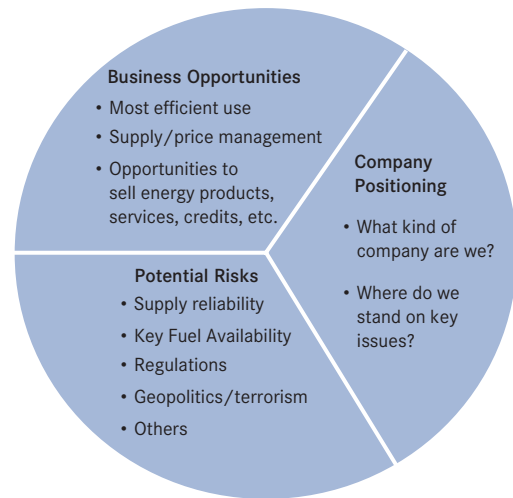 Business Opportunities
• Most efficient use
• Supply/price management
• Opportunities to
sell energy products,
services, credits, etc.
Company
Positioning
• What kind of
company are we?
• Where do we
stand on key
issues?
Potential Risks
• Supply reliability
• Key Fuel Availability
• Regulations
• Geopolitics/terrorism
• Others